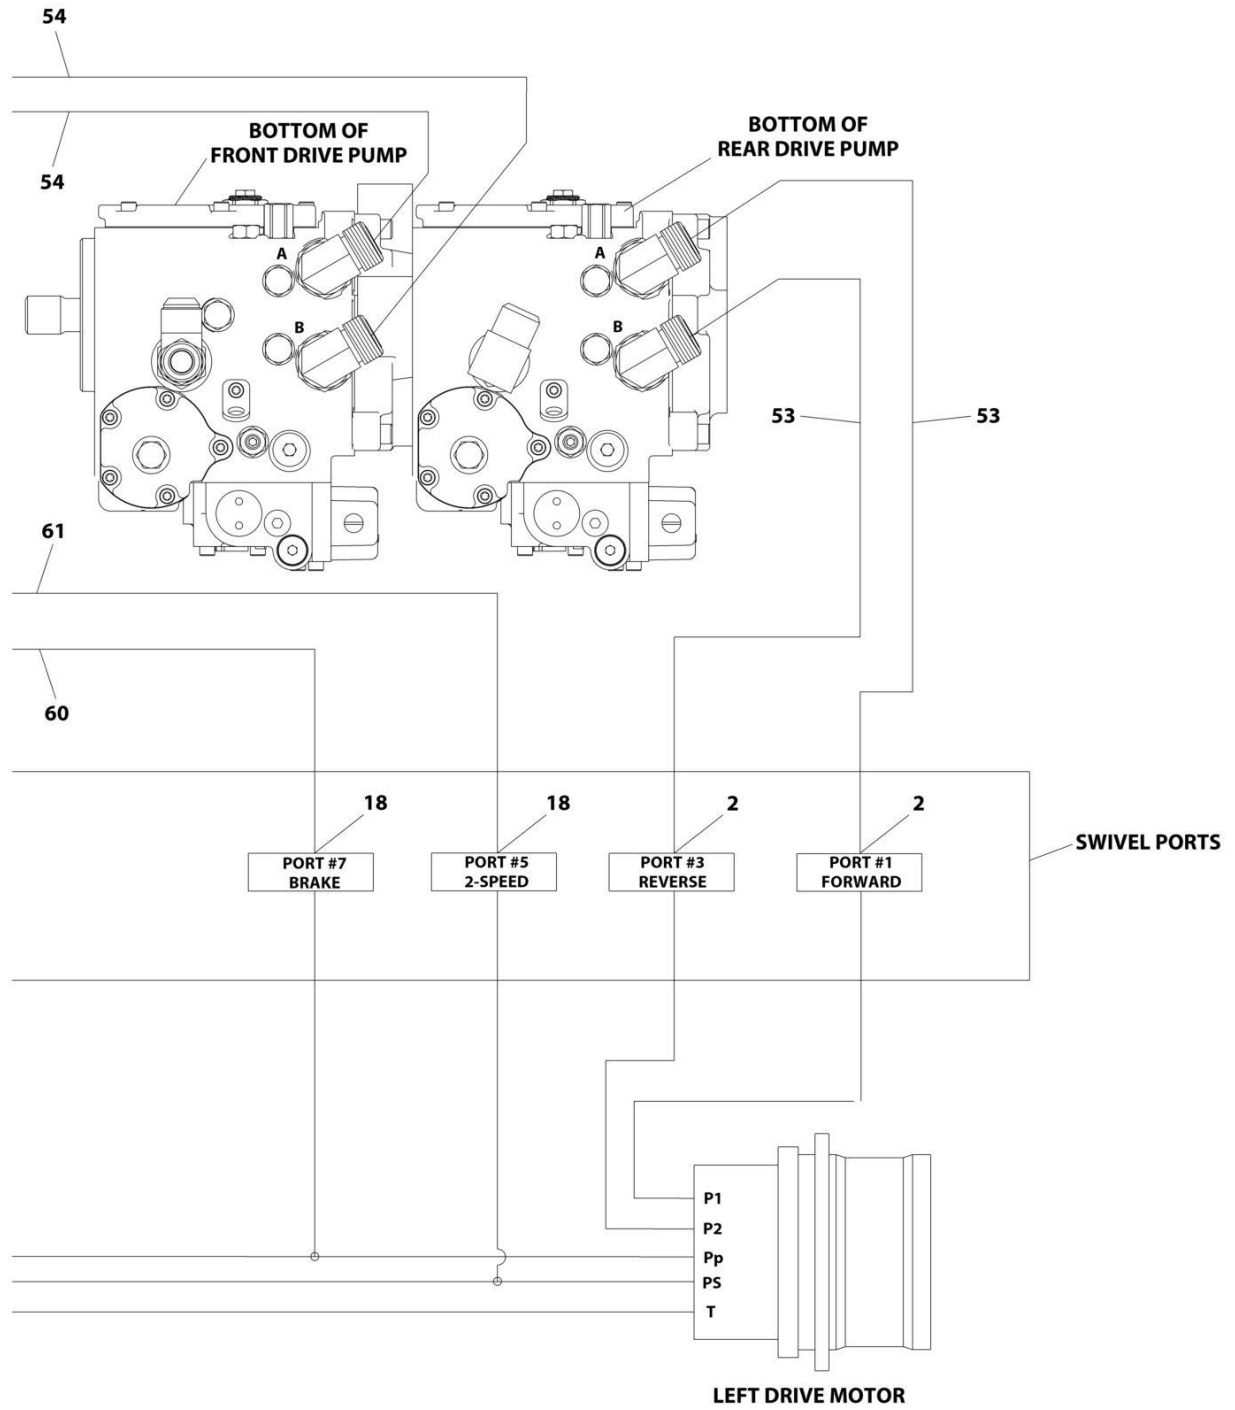 54
54
BOTTOM OF
FRONT DRIVE PUMP
BOTTOM OF
REAR DRIVE PUMP
A
B
A
B
53
53
61
60
18
18
2
2
PORT #7
BRAKE
PORT #5
2-SPEED
PORT #3
REVERSE
PORT #1
FORWARD
SWIVEL PORTS
P1
P2
Pp
PS
T
LEFT DRIVE MOTOR